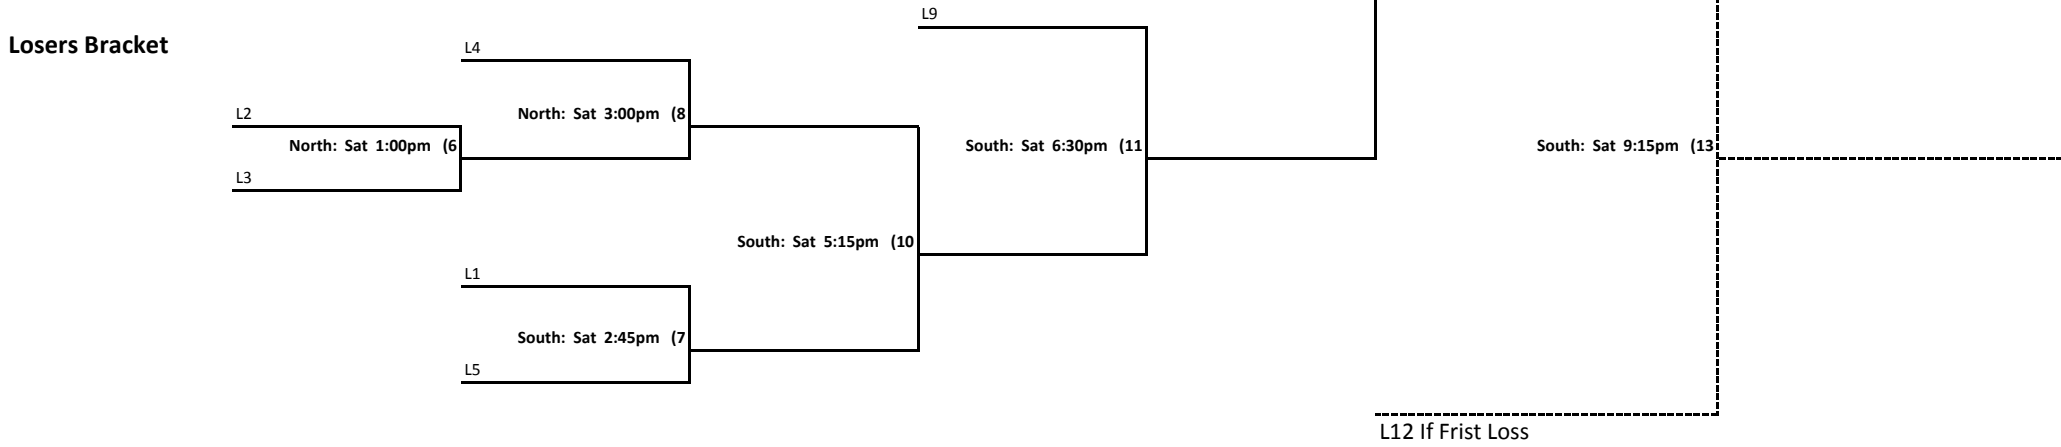 L9
Losers Bracket
L4
L2
North: Sat 3:00pm (8
North: Sat 1:00pm (6
South: Sat 6:30pm (11
South: Sat 9:15pm (13
L3
South: Sat 5:15pm (10
L1
South: Sat 2:45pm (7
L5
L12 If Frist Loss